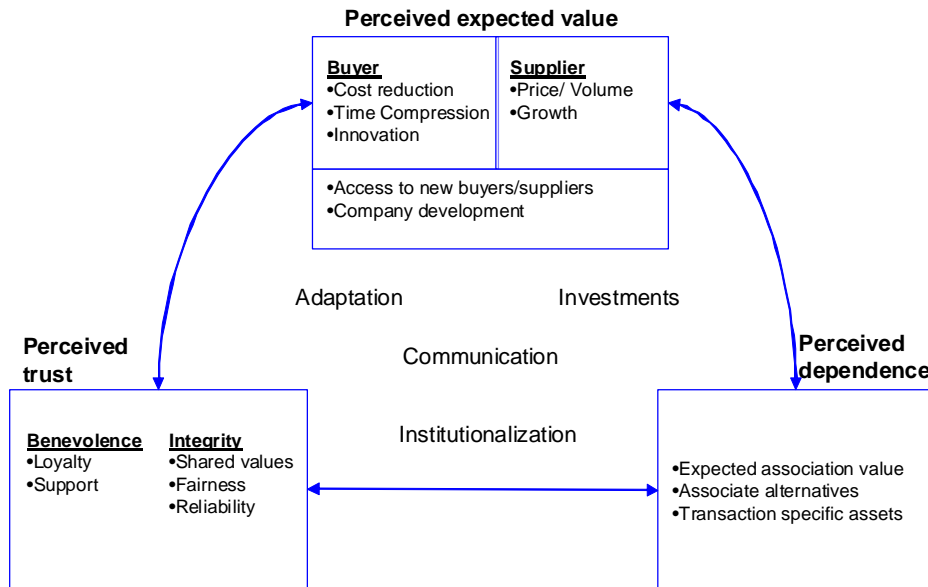 Perceived expected value
Buyer
•Cost reduction
•Time Compression
•Innovation
Supplier
•Price/ Volume
•Growth
•Access to new buyers/suppliers
•Company development
Adaptation
Investments
Communication
Institutionalization
Perceived
trust
Benevolence
•Loyalty
•Support
Integrity
•Shared values
•Fairness
•Reliability
Perceived
dependence
•Expected association value
•Associate alternatives
•Transaction specific assets